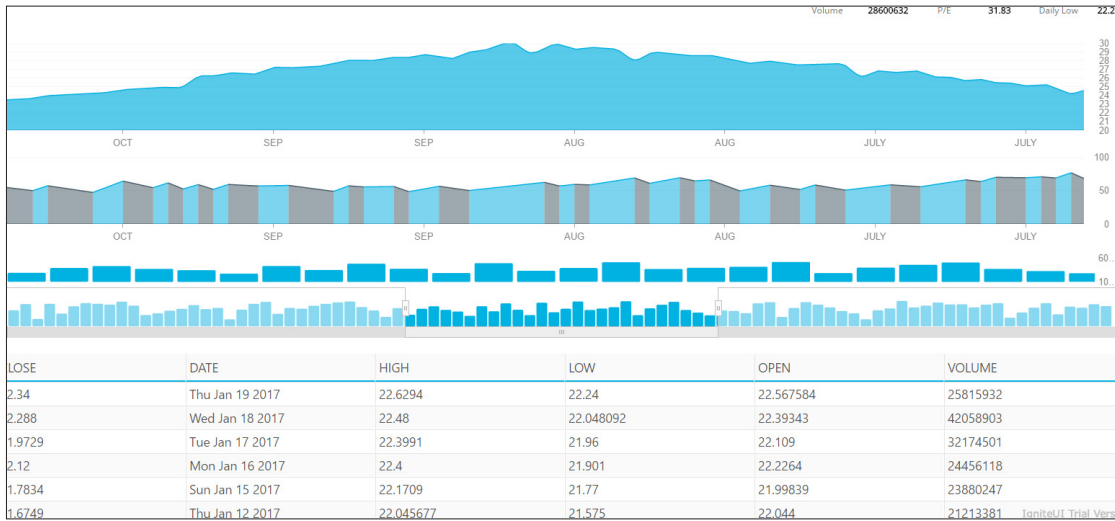 Volume 28600632 P/E 31.83 Daily Low 22.2
30
28
27
25
24
23
22
21
20
OCT SEP SEP AUG AUG JULY JULY
100
50
0
OCT SEP SEP AUG AUG JULY JULY
60..
10..
LOSE DATE HIGH LOW OPEN VOLUME
2.34 Thu Jan 19 2017 22.6294 22.24 22.567584 25815932
2.288 Wed Jan 18 2017 22.48 22.048092 22.39343 42058903
1.9729 Tue Jan 17 2017 22.3991 21.96 22.109 32174501
2.12 Mon Jan 16 2017 22.4 21.901 22.2264 24456118
1.7834 Sun Jan 15 2017 22.1709 21.77 21.99839 23880247
1.6749 Thu Jan 12 2017 22.045677 21.575 22.044 21213381 IgniteUI Trial Vers